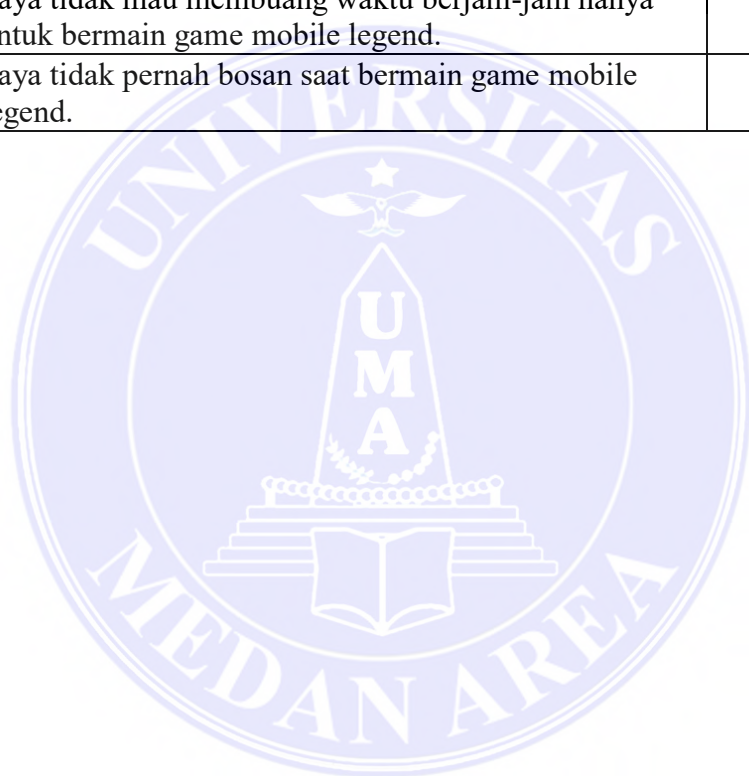 aya tidak mau membuang waktu berjam-jam hanya
ntuk bermain game mobile legend.
aya tidak pernah bosan saat bermain game mobile
egend.
UNIVERSITAS
U
M
A
MEDAN AREA